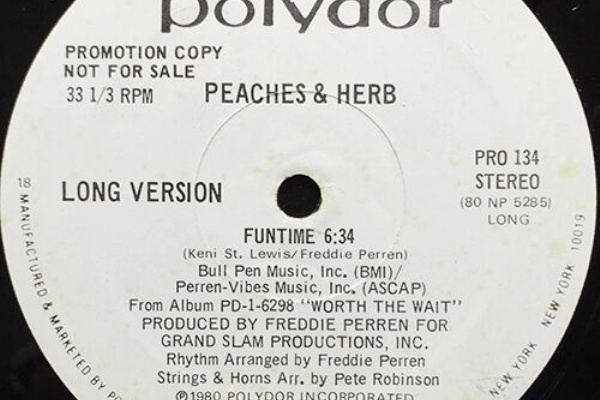 polydor
PROMOTION COPY
NOT FOR SALE
33 1/3 RPM
PEACHES & HERB
PRO 134
STEREO
(80 NP 5285)
LONG
LONG VERSION
FUNTIME 6:34
(Keni St. Lewis/Freddie Perren)
Bull Pen Music, Inc. (BMI)/
Perren-Vibes Music, Inc. (ASCAP)
From Album PD-1-6298 "WORTH THE WAIT"
PRODUCED BY FREDDIE PERREN FOR
GRAND SLAM PRODUCTIONS, INC.
Rhythm Arranged by Freddie Perren
Strings & Horns Arr. by Pete Robinson
℗1980 POLYDOR INCORPORATED
18 MANUFACTURED & MARKETED BY
NEW YORK, NEW YORK 10019